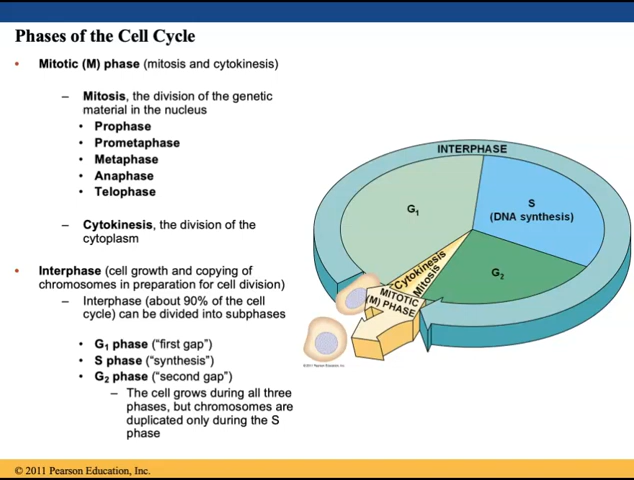 Phases of the Cell Cycle
• Mitotic (M) phase (mitosis and cytokinesis)
– Mitosis, the division of the genetic
material in the nucleus
• Prophase
• Prometaphase
• Metaphase
• Anaphase
• Telophase
– Cytokinesis, the division of the
cytoplasm
• Interphase (cell growth and copying of
chromosomes in preparation for cell division)
– Interphase (about 90% of the cell
cycle) can be divided into subphases
• G₁ phase (“first gap”)
• S phase (“synthesis”)
• G₂ phase (“second gap”)
– The cell grows during all three
phases, but chromosomes are
duplicated only during the S
phase
INTERPHASE
G₁
S
(DNA synthesis)
G₂
Cytokinesis
Mitosis
MITOTIC
(M) PHASE
© 2011 Pearson Education, Inc.
© 2011 Pearson Education, Inc.